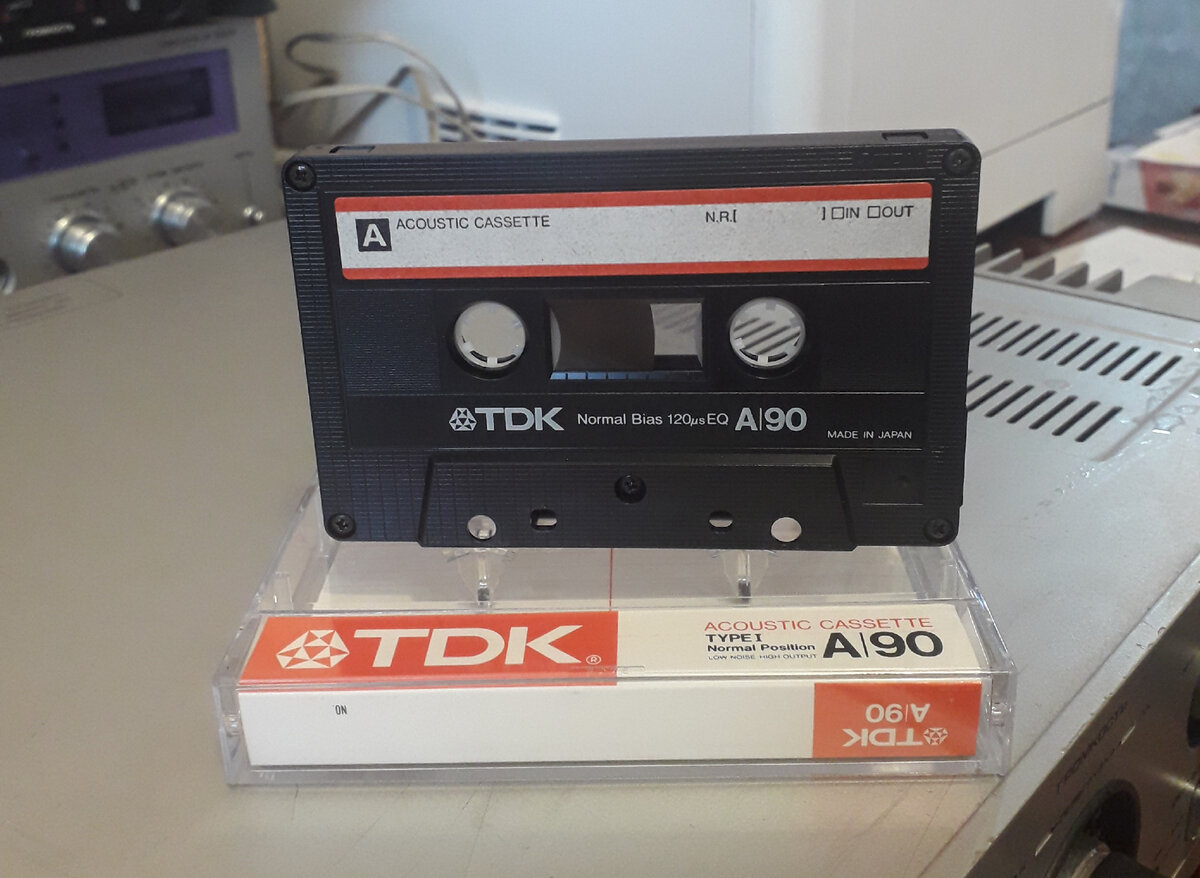 A ACOUSTIC CASSETTE N.R.[ ] □IN □OUT
TDK Normal Bias 120µs EQ A|90
MADE IN JAPAN
TDK®
ACOUSTIC CASSETTE
TYPE I
Normal Position
LOW NOISE HIGH OUTPUT
A|90
ON
TDK
A|90
ГРОМКОСТЬ